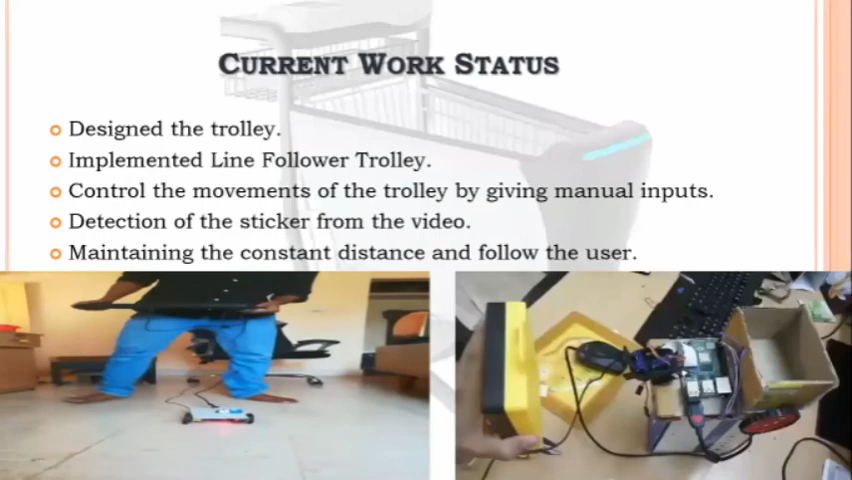 CURRENT WORK STATUS
Designed the trolley.
Implemented Line Follower Trolley.
Control the movements of the trolley by giving manual inputs.
Detection of the sticker from the video.
Maintaining the constant distance and follow the user.